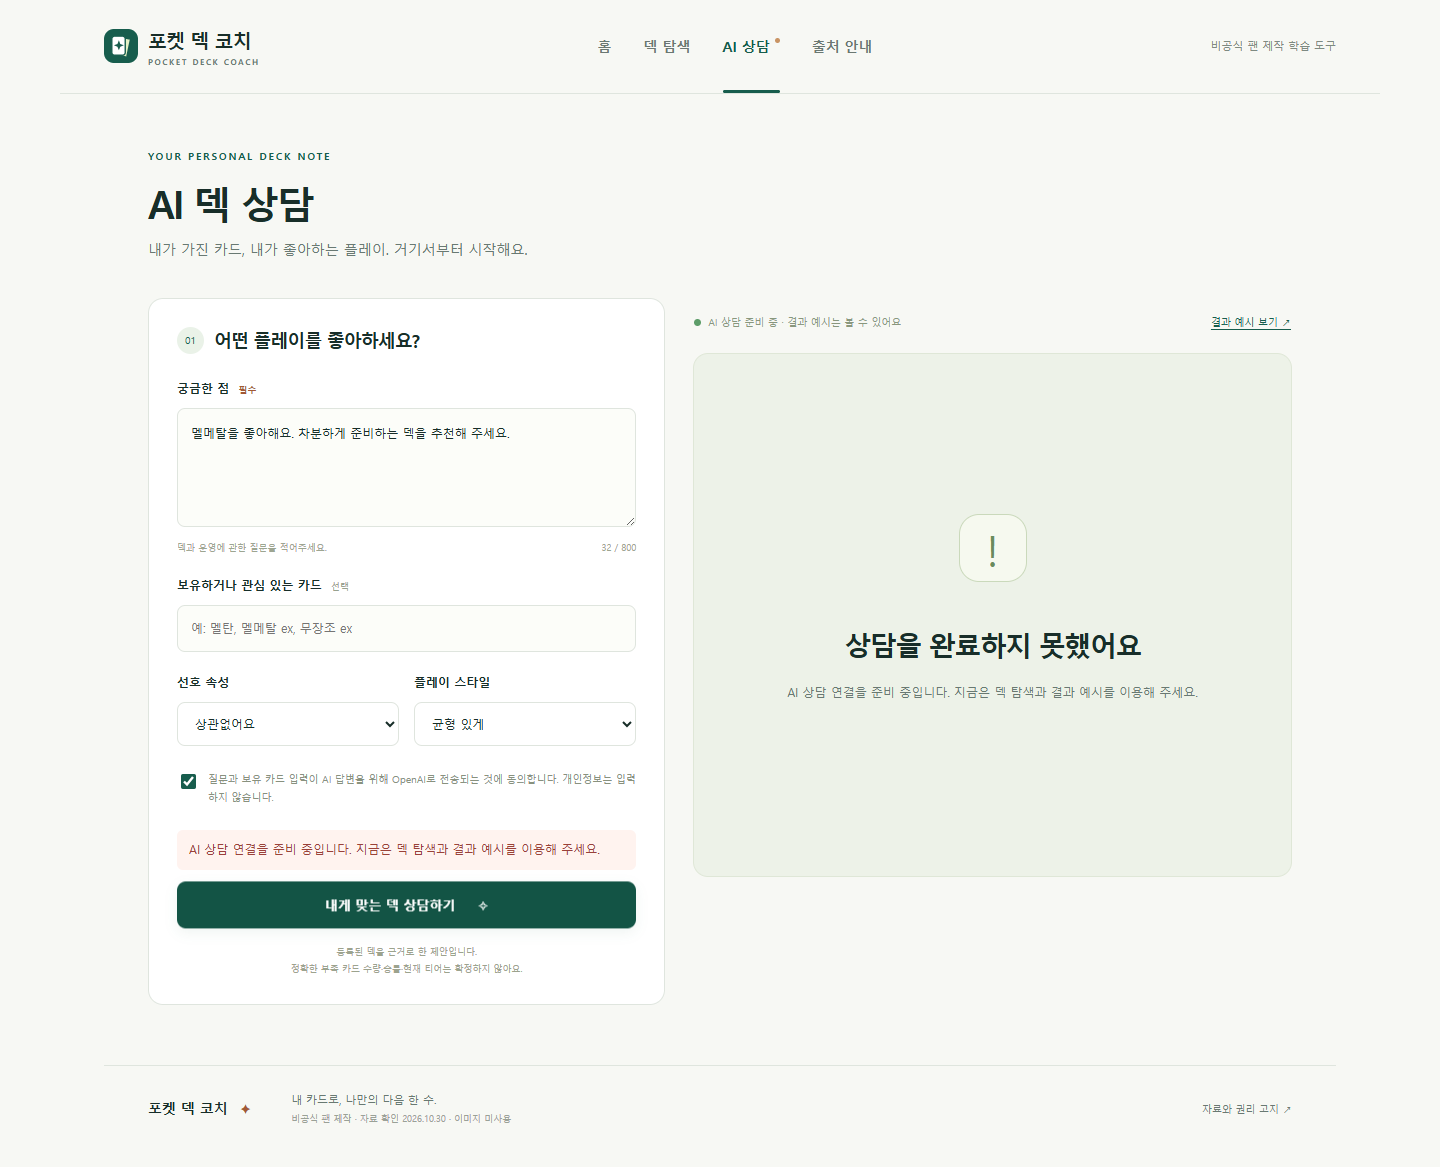 포켓 덱 코치
POCKET DECK COACH
홈
덱 탐색
AI 상담
출처 안내
비공식 팬 제작 학습 도구
YOUR PERSONAL DECK NOTE
AI 덱 상담
내가 가진 카드, 내가 좋아하는 플레이. 거기서부터 시작해요.
01 어떤 플레이를 좋아하세요?
궁금한 점 필수
멜메탈을 좋아해요. 차분하게 준비하는 덱을 추천해 주세요.
덱과 운영에 관한 질문을 적어주세요.
32 / 800
보유하거나 관심 있는 카드 선택
예: 멜탄, 멜메탈 ex, 무장조 ex
선호 속성
플레이 스타일
상관없어요
균형 있게
질문과 보유 카드 입력이 AI 답변을 위해 OpenAI로 전송되는 것에 동의합니다. 개인정보는 입력
하지 않습니다.
AI 상담 연결을 준비 중입니다. 지금은 덱 탐색과 결과 예시를 이용해 주세요.
내게 맞는 덱 상담하기 ✧
등록된 덱을 근거로 한 제안입니다.
정확한 부족 카드 수량·승률·현재 티어는 확정하지 않아요.
AI 상담 준비 중 · 결과 예시는 볼 수 있어요
결과 예시 보기 ↗
!
상담을 완료하지 못했어요
AI 상담 연결을 준비 중입니다. 지금은 덱 탐색과 결과 예시를 이용해 주세요.
포켓 덱 코치 ✦
내 카드로, 나만의 다음 한 수.
비공식 팬 제작 · 자료 확인 2026.10.30 · 이미지 미사용
자료와 권리 고지 ↗